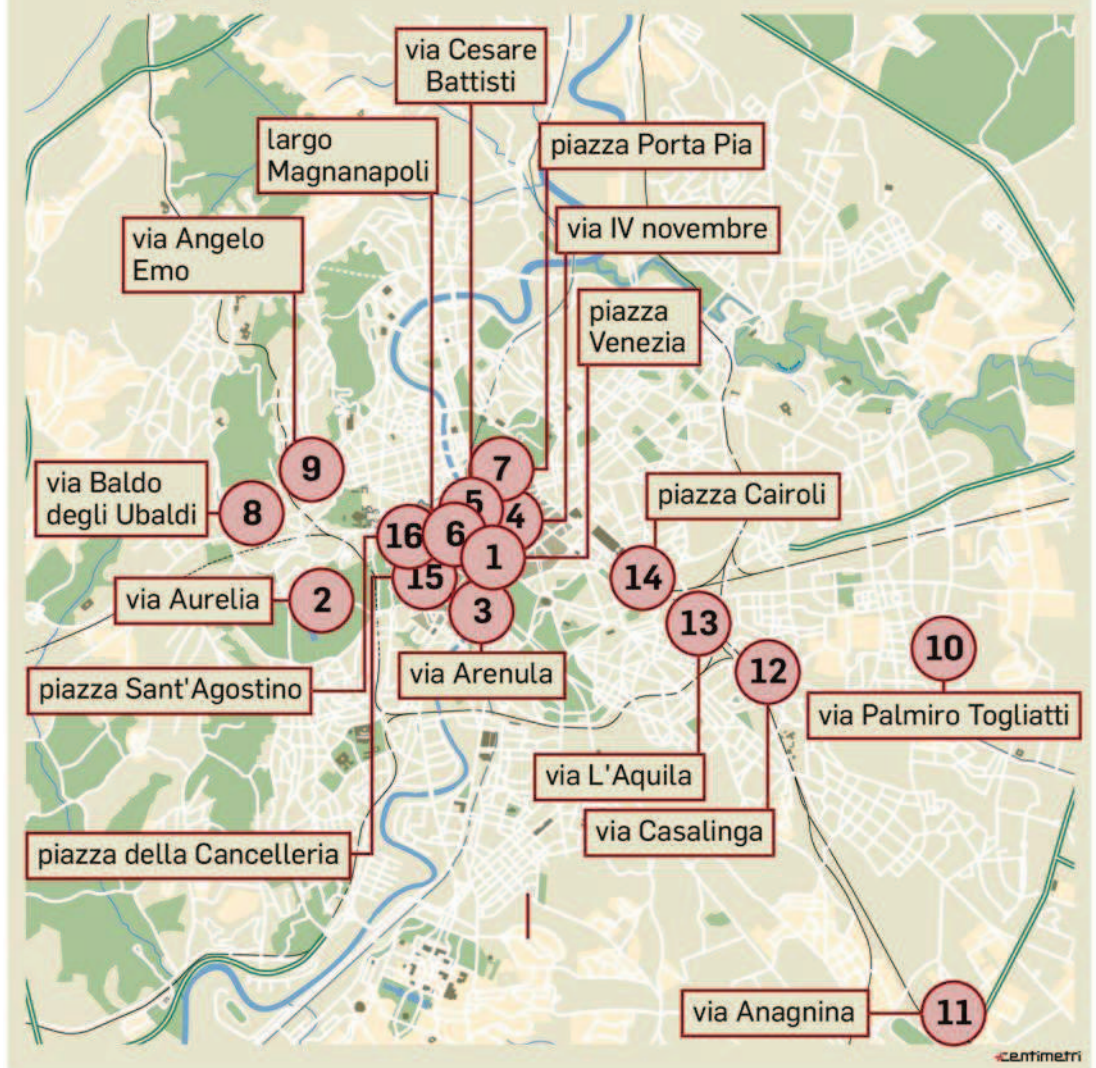 via Cesare
Battisti
largo
Magnanapoli
piazza Porta Pia
via IV novembre
via Angelo
Emo
piazza
Venezia
9
7
via Baldo
degli Ubaldi
8
5
4
piazza Cairoli
16
6
1
15
14
via Aurelia
2
3
13
10
12
piazza Sant'Agostino
via Arenula
via Palmiro Togliatti
via L'Aquila
via Casalinga
piazza della Cancelleria
via Anagnina
11
centimetri